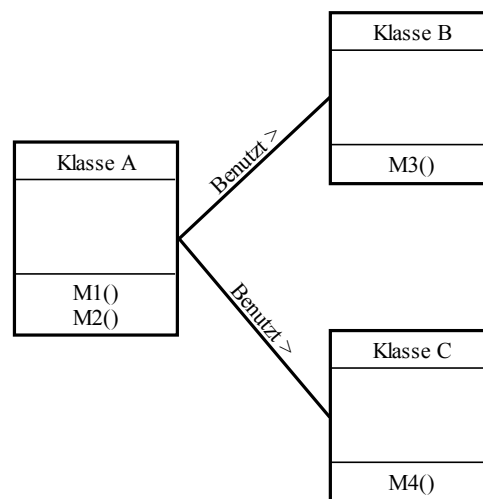 Klasse B
M3()
Benutzt >
Klasse A
M1()
M2()
Benutzt >
Klasse C
M4()